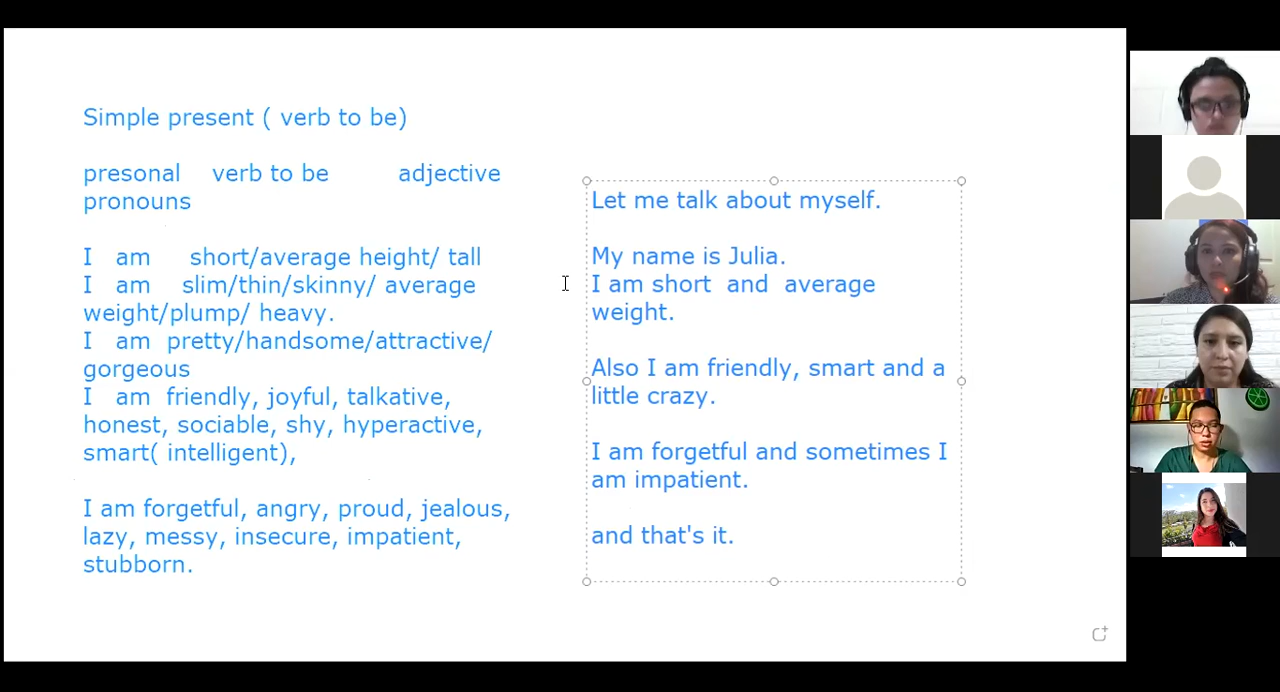 Simple present ( verb to be)
presonal verb to be adjective
pronouns
I am short/average height/ tall
I am slim/thin/skinny/ average
weight/plump/ heavy.
I am pretty/handsome/attractive/
gorgeous
I am friendly, joyful, talkative,
honest, sociable, shy, hyperactive,
smart( intelligent),
I am forgetful, angry, proud, jealous,
lazy, messy, insecure, impatient,
stubborn.
Let me talk about myself.
My name is Julia.
I am short and average
weight.
Also I am friendly, smart and a
little crazy.
I am forgetful and sometimes I
am impatient.
and that's it.